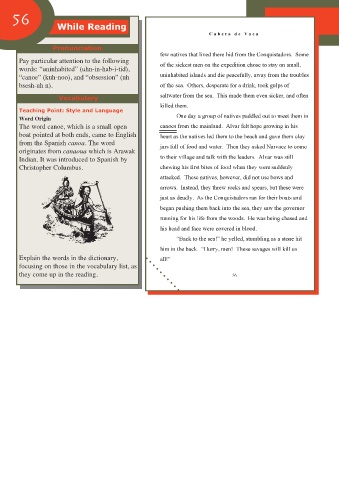 56
While Reading
Pronunciation
Pay particular attention to the following
words: "uninhabited" (uhn-in-hab-i-tid),
"canoe" (kuh-noo), and "obsession" (uh
bsesh-uh n).
Vocabulary
Teaching Point: Style and Language
Word Origin
The word canoe, which is a small open
boat pointed at both ends, came to English
from the Spanish canoa. The word
originates from canaoua which is Arawak
Indian. It was introduced to Spanish by
Christopher Columbus.
Explain the words in the dictionary,
focusing on those in the vocabulary list, as
they come up in the reading.
Cabeza de Vaca
few natives that lived there hid from the Conquistadors. Some
of the sickest men on the expedition chose to stay on small,
uninhabited islands and die peacefully, away from the troubles
of the sea. Others, desperate for a drink, took gulps of
saltwater from the sea. This made them even sicker, and often
killed them.
One day a group of natives paddled out to meet them in
canoes from the mainland. Alvar felt hope growing in his
heart as the natives led them to the beach and gave them clay
jars full of food and water. Then they asked Narvaez to come
to their village and talk with the leaders. Alvar was still
chewing his first bites of food when they were suddenly
attacked. These natives, however, did not use bows and
arrows. Instead, they threw rocks and spears, but these were
just as deadly. As the Conquistadors ran for their boats and
began pushing them back into the sea, they saw the governor
running for his life from the woods. He was being chased and
his head and face were covered in blood.
"Back to the sea!" he yelled, stumbling as a stone hit
him in the back. "Hurry, men! These savages will kill us
all!"